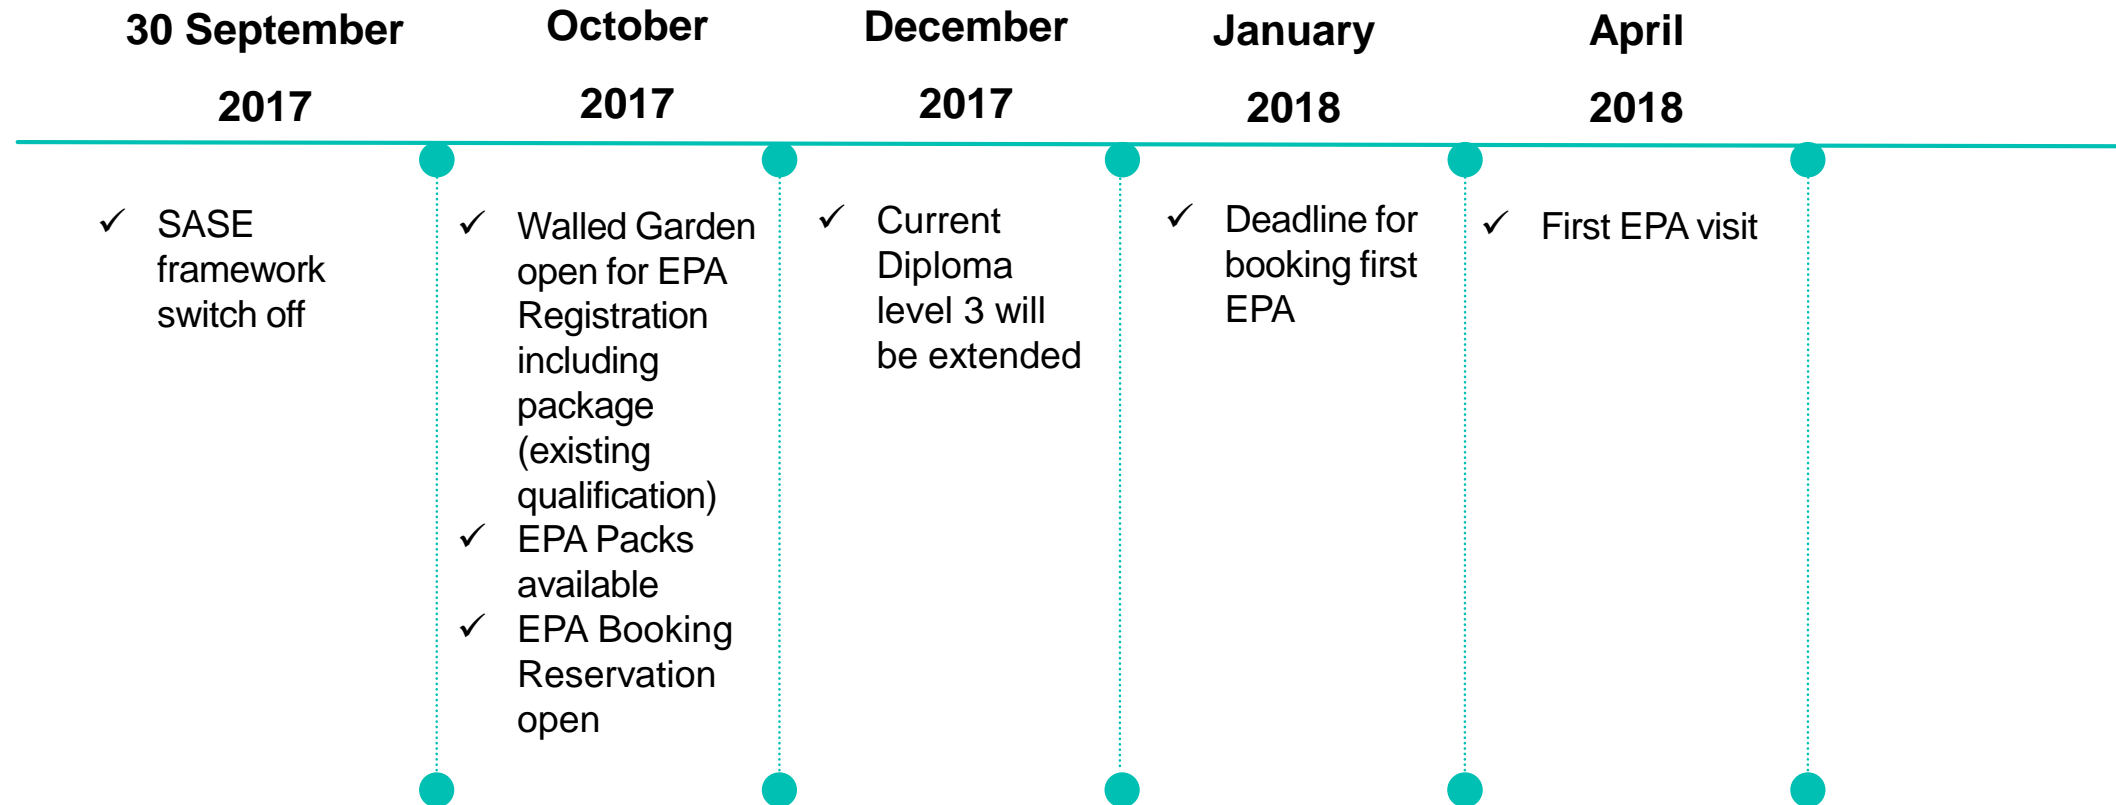 30 September
2017
October
2017
December
2017
January
2018
April
2018
✓ SASE
framework
switch off
✓ Walled Garden
open for EPA
Registration
including
package
(existing
qualification)
✓ EPA Packs
available
✓ EPA Booking
Reservation
open
✓ Current
Diploma
level 3 will
be extended
✓ Deadline for
booking first
EPA
✓ First EPA visit